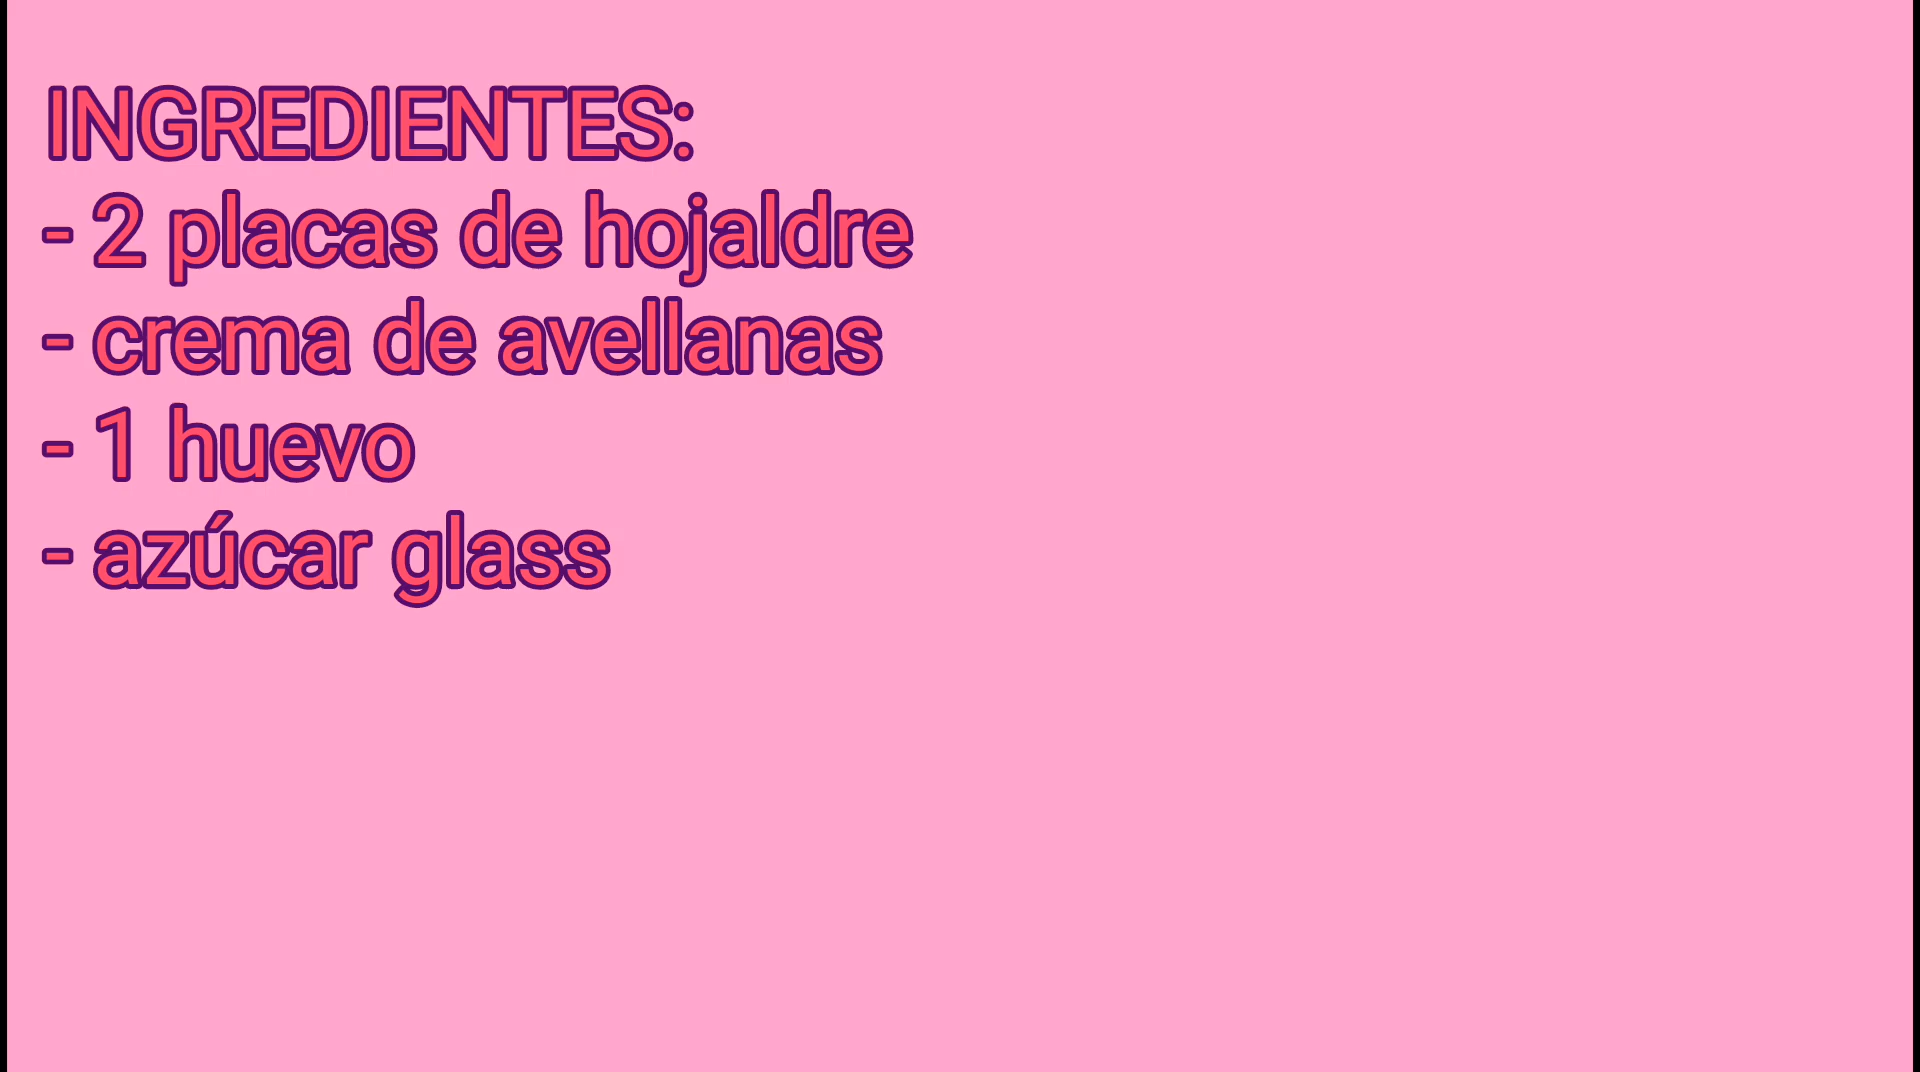 INGREDIENTES:
- 2 placas de hojaldre
- crema de avellanas
- 1 huevo
- azúcar glass